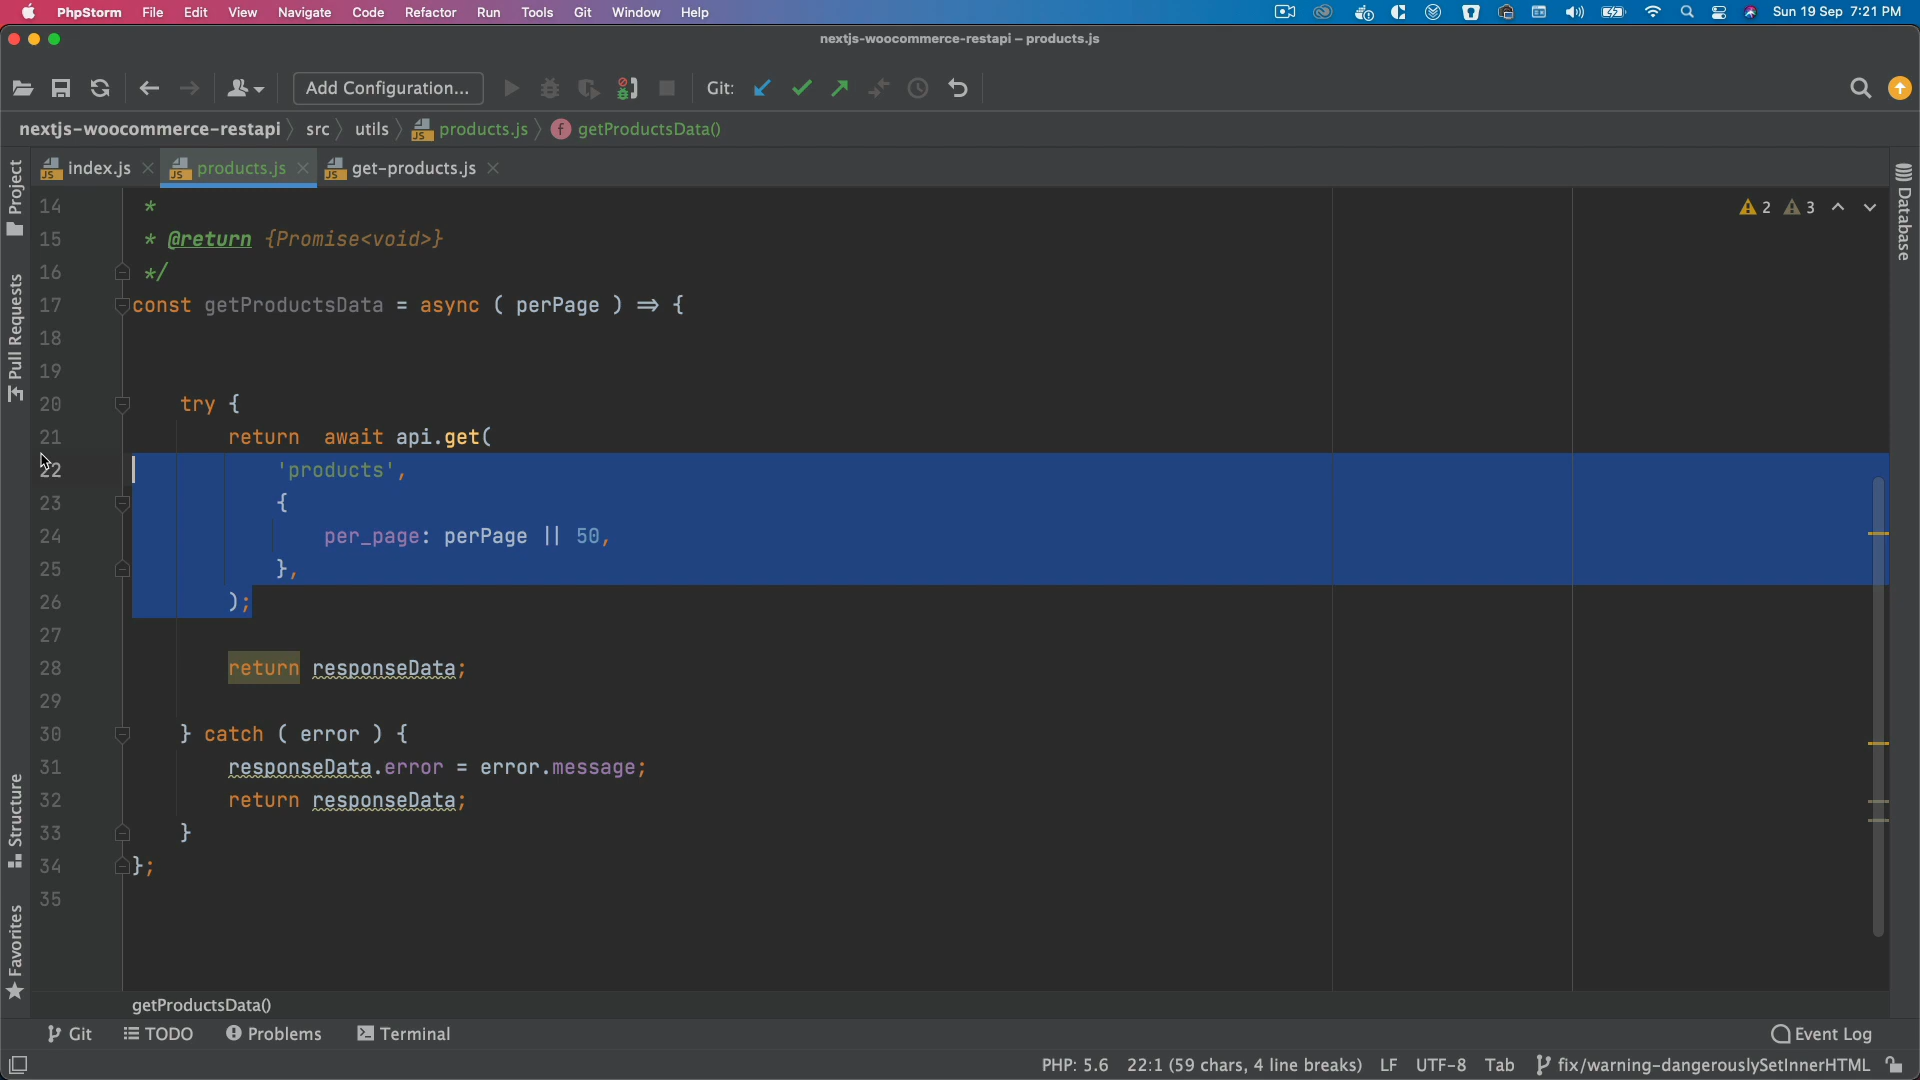 PhpStorm File Edit View Navigate Code Refactor Run Tools Git Window Help Sun 19 Sep 7:21 PM
nextjs-woocommerce-restapi – products.js
Add Configuration... Git:
nextjs-woocommerce-restapi src utils products.js getProductsData()
index.js products.js get-products.js
Project
Pull Requests
Structure
Favorites
Database
2 3
14 *
15 * @return {Promise<void>}
16 */
17 const getProductsData = async ( perPage ) => {
18
19
20 try {
21 return await api.get(
22 'products',
23 {
24 per_page: perPage || 50,
25 },
26 );
27
28 return responseData;
29
30 } catch ( error ) {
31 responseData.error = error.message;
32 return responseData;
33 }
34 };
35
getProductsData()
Git TODO Problems Terminal Event Log
PHP: 5.6 22:1 (59 chars, 4 line breaks) LF UTF-8 Tab fix/warning-dangerouslySetInnerHTML